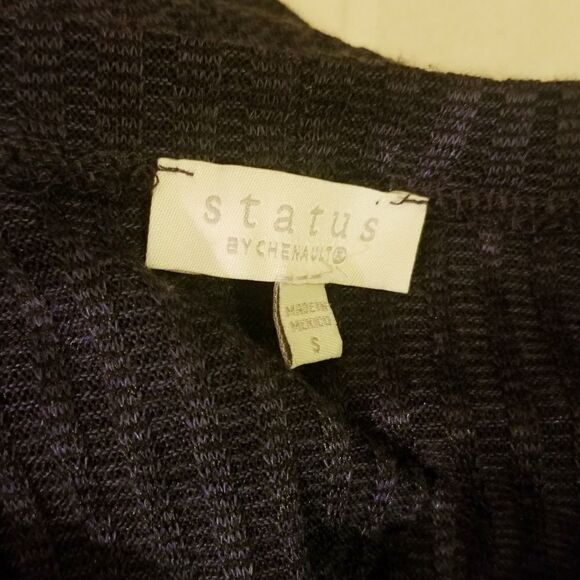 status
BY CHENAULT®
MADE IN
MEXICO
S